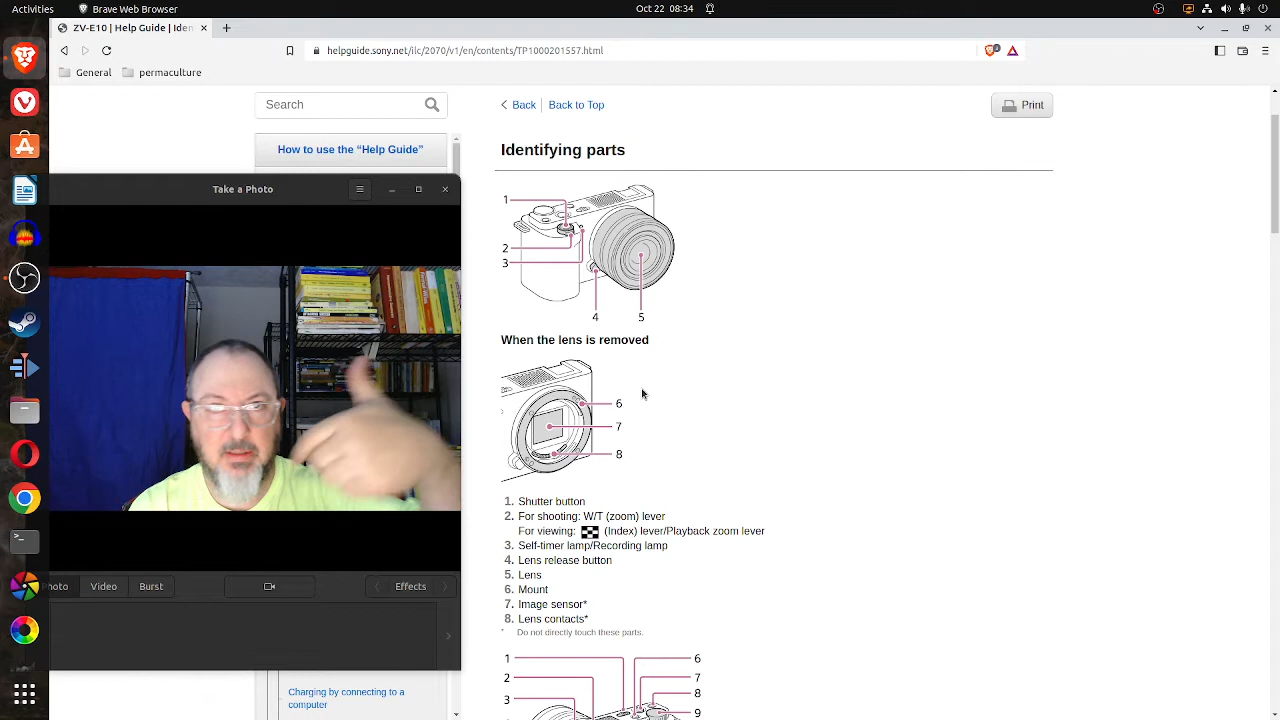 Activities
Brave Web Browser
Oct 22 08:34
ZV-E10 | Help Guide | Iden
helpguide.sony.net/ilc/2070/v1/en/contents/TP1000201557.html
General
permaculture
Search
Back
Back to Top
Print
How to use the “Help Guide”
Identifying parts
1
2
3
4
5
When the lens is removed
6
7
8
1. Shutter button
2. For shooting: W/T (zoom) lever
For viewing: (Index) lever/Playback zoom lever
3. Self-timer lamp/Recording lamp
4. Lens release button
5. Lens
6. Mount
7. Image sensor*
8. Lens contacts*
* Do not directly touch these parts.
1
2
3
6
7
8
9
Take a Photo
Photo
Video
Burst
Effects
Charging by connecting to a
computer